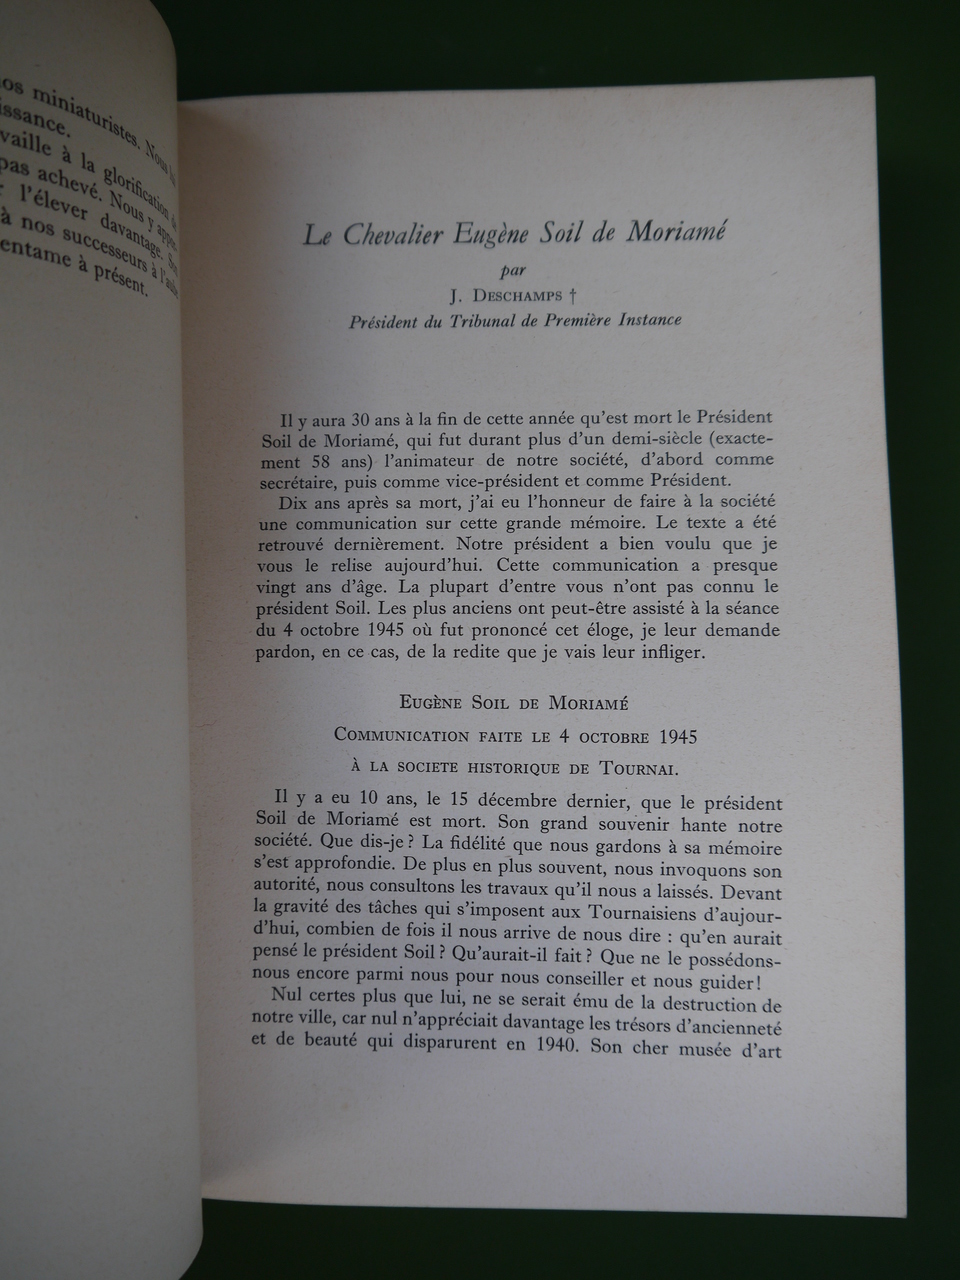 os miniaturistes. Nous
issance.
vaille à la glorification de
pas achevé. Nous y
l'élever davantage. Son
à nos successeurs à
entame à présent.
Le Chevalier Eugène Soil de Moriamé
par
J. DESCHAMPS †
Président du Tribunal de Première Instance
Il y aura 30 ans à la fin de cette année qu'est mort le Président
Soil de Moriamé, qui fut durant plus d'un demi-siècle (exacte-
ment 58 ans) l'animateur de notre société, d'abord comme
secrétaire, puis comme vice-président et comme Président.
Dix ans après sa mort, j'ai eu l'honneur de faire à la société
une communication sur cette grande mémoire. Le texte a été
retrouvé dernièrement. Notre président a bien voulu que je
vous le relise aujourd'hui. Cette communication a presque
vingt ans d'âge. La plupart d'entre vous n'ont pas connu le
président Soil. Les plus anciens ont peut-être assisté à la séance
du 4 octobre 1945 où fut prononcé cet éloge, je leur demande
pardon, en ce cas, de la redite que je vais leur infliger.
EUGÈNE SOIL DE MORIAMÉ
COMMUNICATION FAITE LE 4 OCTOBRE 1945
À LA SOCIETE HISTORIQUE DE TOURNAI.
Il y a eu 10 ans, le 15 décembre dernier, que le président
Soil de Moriamé est mort. Son grand souvenir hante notre
société. Que dis-je ? La fidélité que nous gardons à sa mémoire
s'est approfondie. De plus en plus souvent, nous invoquons son
autorité, nous consultons les travaux qu'il nous a laissés. Devant
la gravité des tâches qui s'imposent aux Tournaisiens d'aujour-
d'hui, combien de fois il nous arrive de nous dire : qu'en aurait
pensé le président Soil ? Qu'aurait-il fait ? Que ne le possédons-
nous encore parmi nous pour nous conseiller et nous guider !
Nul certes plus que lui, ne se serait ému de la destruction de
notre ville, car nul n'appréciait davantage les trésors d'ancienneté
et de beauté qui disparurent en 1940. Son cher musée d'art